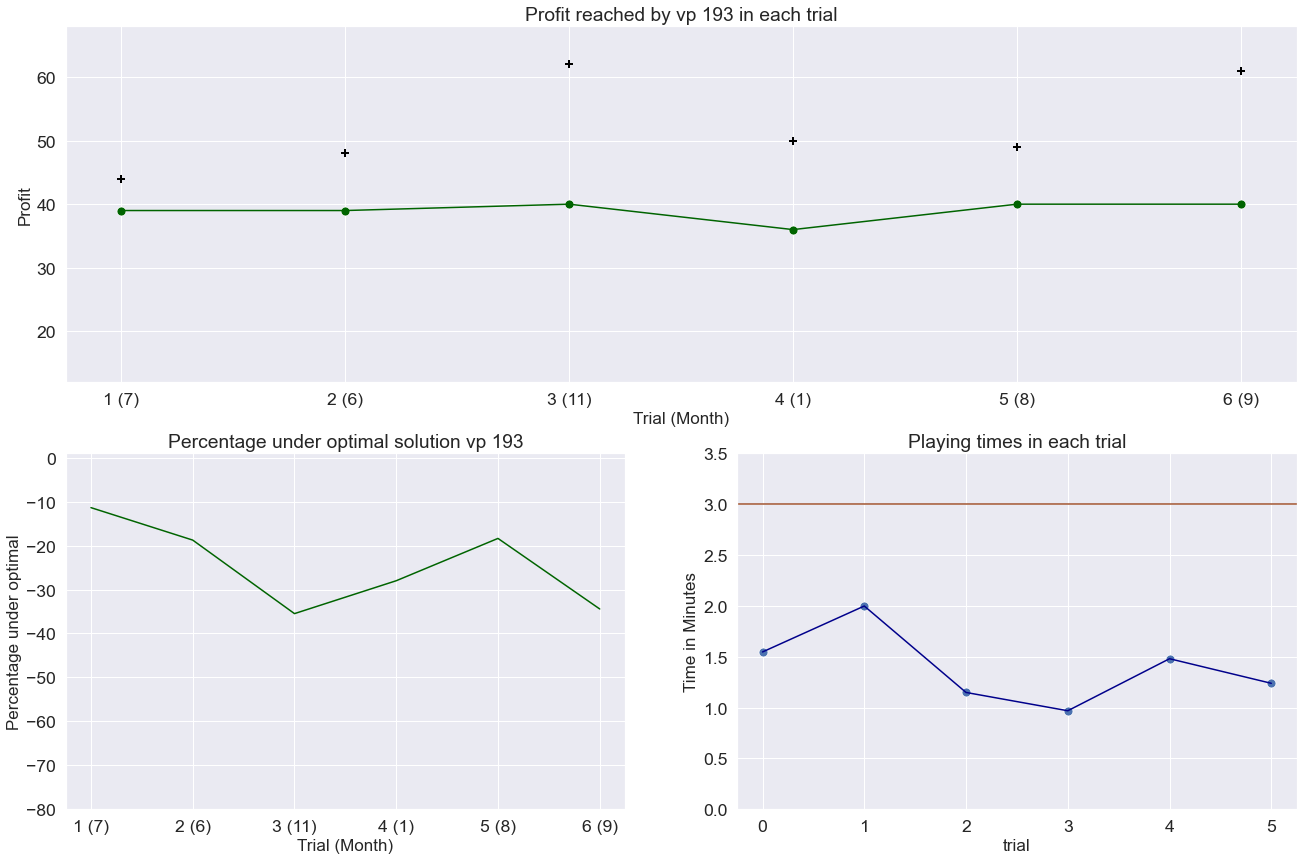 Profit reached by vp 193 in each trial
Profit
60
50
40
30
20
1 (7) 2 (6) 3 (11) 4 (1) 5 (8) 6 (9)
Trial (Month)
Percentage under optimal solution vp 193
Percentage under optimal
0
−10
−20
−30
−40
−50
−60
−70
−80
1 (7) 2 (6) 3 (11) 4 (1) 5 (8) 6 (9)
Trial (Month)
Playing times in each trial
Time in Minutes
3.5
3.0
2.5
2.0
1.5
1.0
0.5
0.0
0 1 2 3 4 5
trial